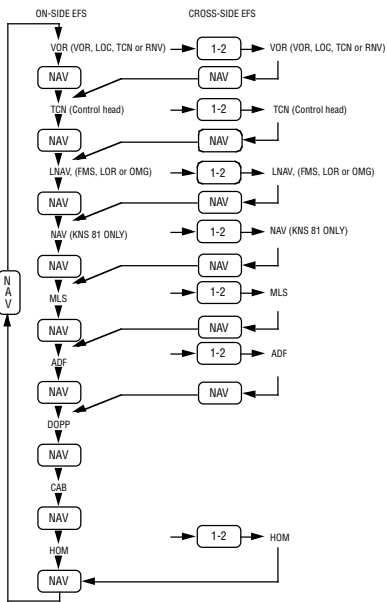 ON-SIDE EFS CROSS-SIDE EFS
VOR (VOR, LOC, TCN or RNV) 1-2 VOR (VOR, LOC, TCN or RNV)
NAV NAV
TCN (Control head) 1-2 TCN (Control head)
NAV NAV
LNAV, (FMS, LOR or OMG) 1-2 LNAV, (FMS, LOR or OMG)
NAV NAV
NAV (KNS 81 ONLY) 1-2 NAV (KNS 81 ONLY)
NAV NAV
N
A
V
MLS 1-2 MLS
NAV NAV
ADF 1-2 ADF
NAV NAV
DOPP
NAV
CAB
NAV
HOM 1-2 HOM
NAV